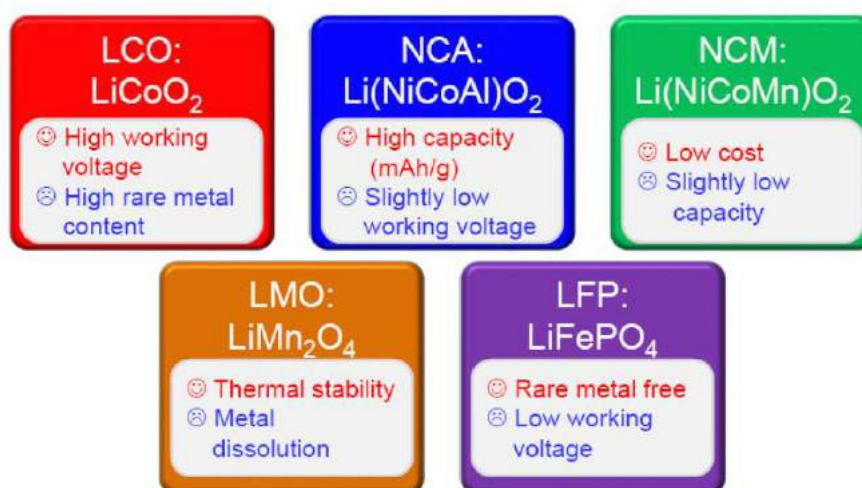 LCO:
LiCoO₂
☺ High working
voltage
☹ High rare metal
content
NCA:
Li(NiCoAl)O₂
☺ High capacity
(mAh/g)
☹ Slightly low
working voltage
NCM:
Li(NiCoMn)O₂
☺ Low cost
☹ Slightly low
capacity
LMO:
LiMn₂O₄
☺ Thermal stability
☹ Metal
dissolution
LFP:
LiFePO₄
☺ Rare metal free
☹ Low working
voltage